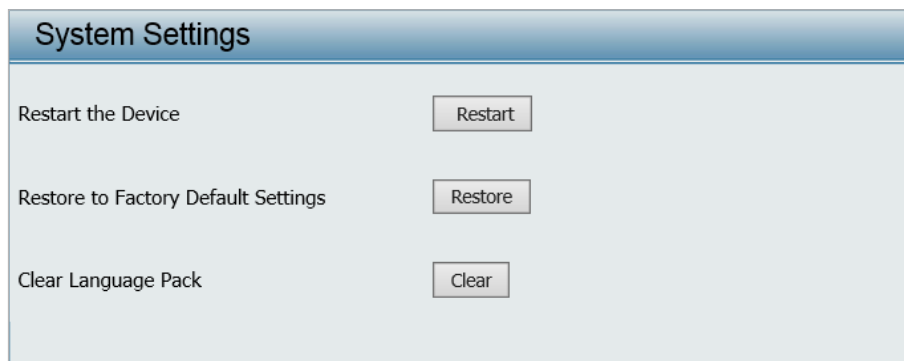 System Settings
Restart the Device Restart
Restore to Factory Default Settings Restore
Clear Language Pack Clear